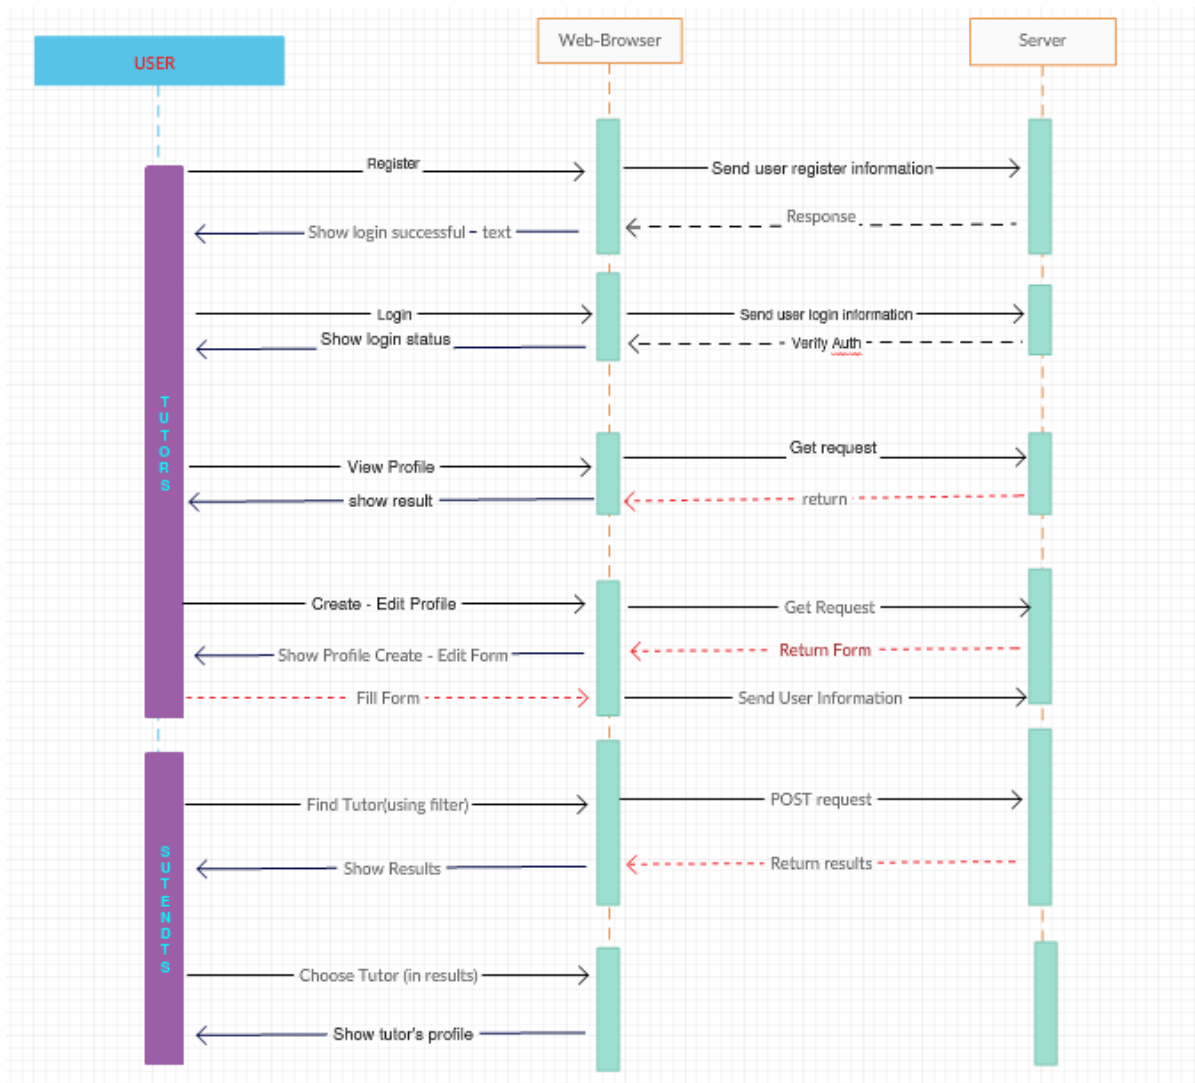 USER
Web-Browser
Server
Register
Send user register information
Response
Show login successful - text
Login
Send user login information
Show login status
Verify Auth
TUTORS
Get request
View Profile
show result
return
Create - Edit Profile
Get Request
Show Profile Create - Edit Form
Return Form
Fill Form
Send User Information
Find Tutor(using filter)
POST request
SUTENDTS
Show Results
Return results
Choose Tutor (in results)
Show tutor's profile